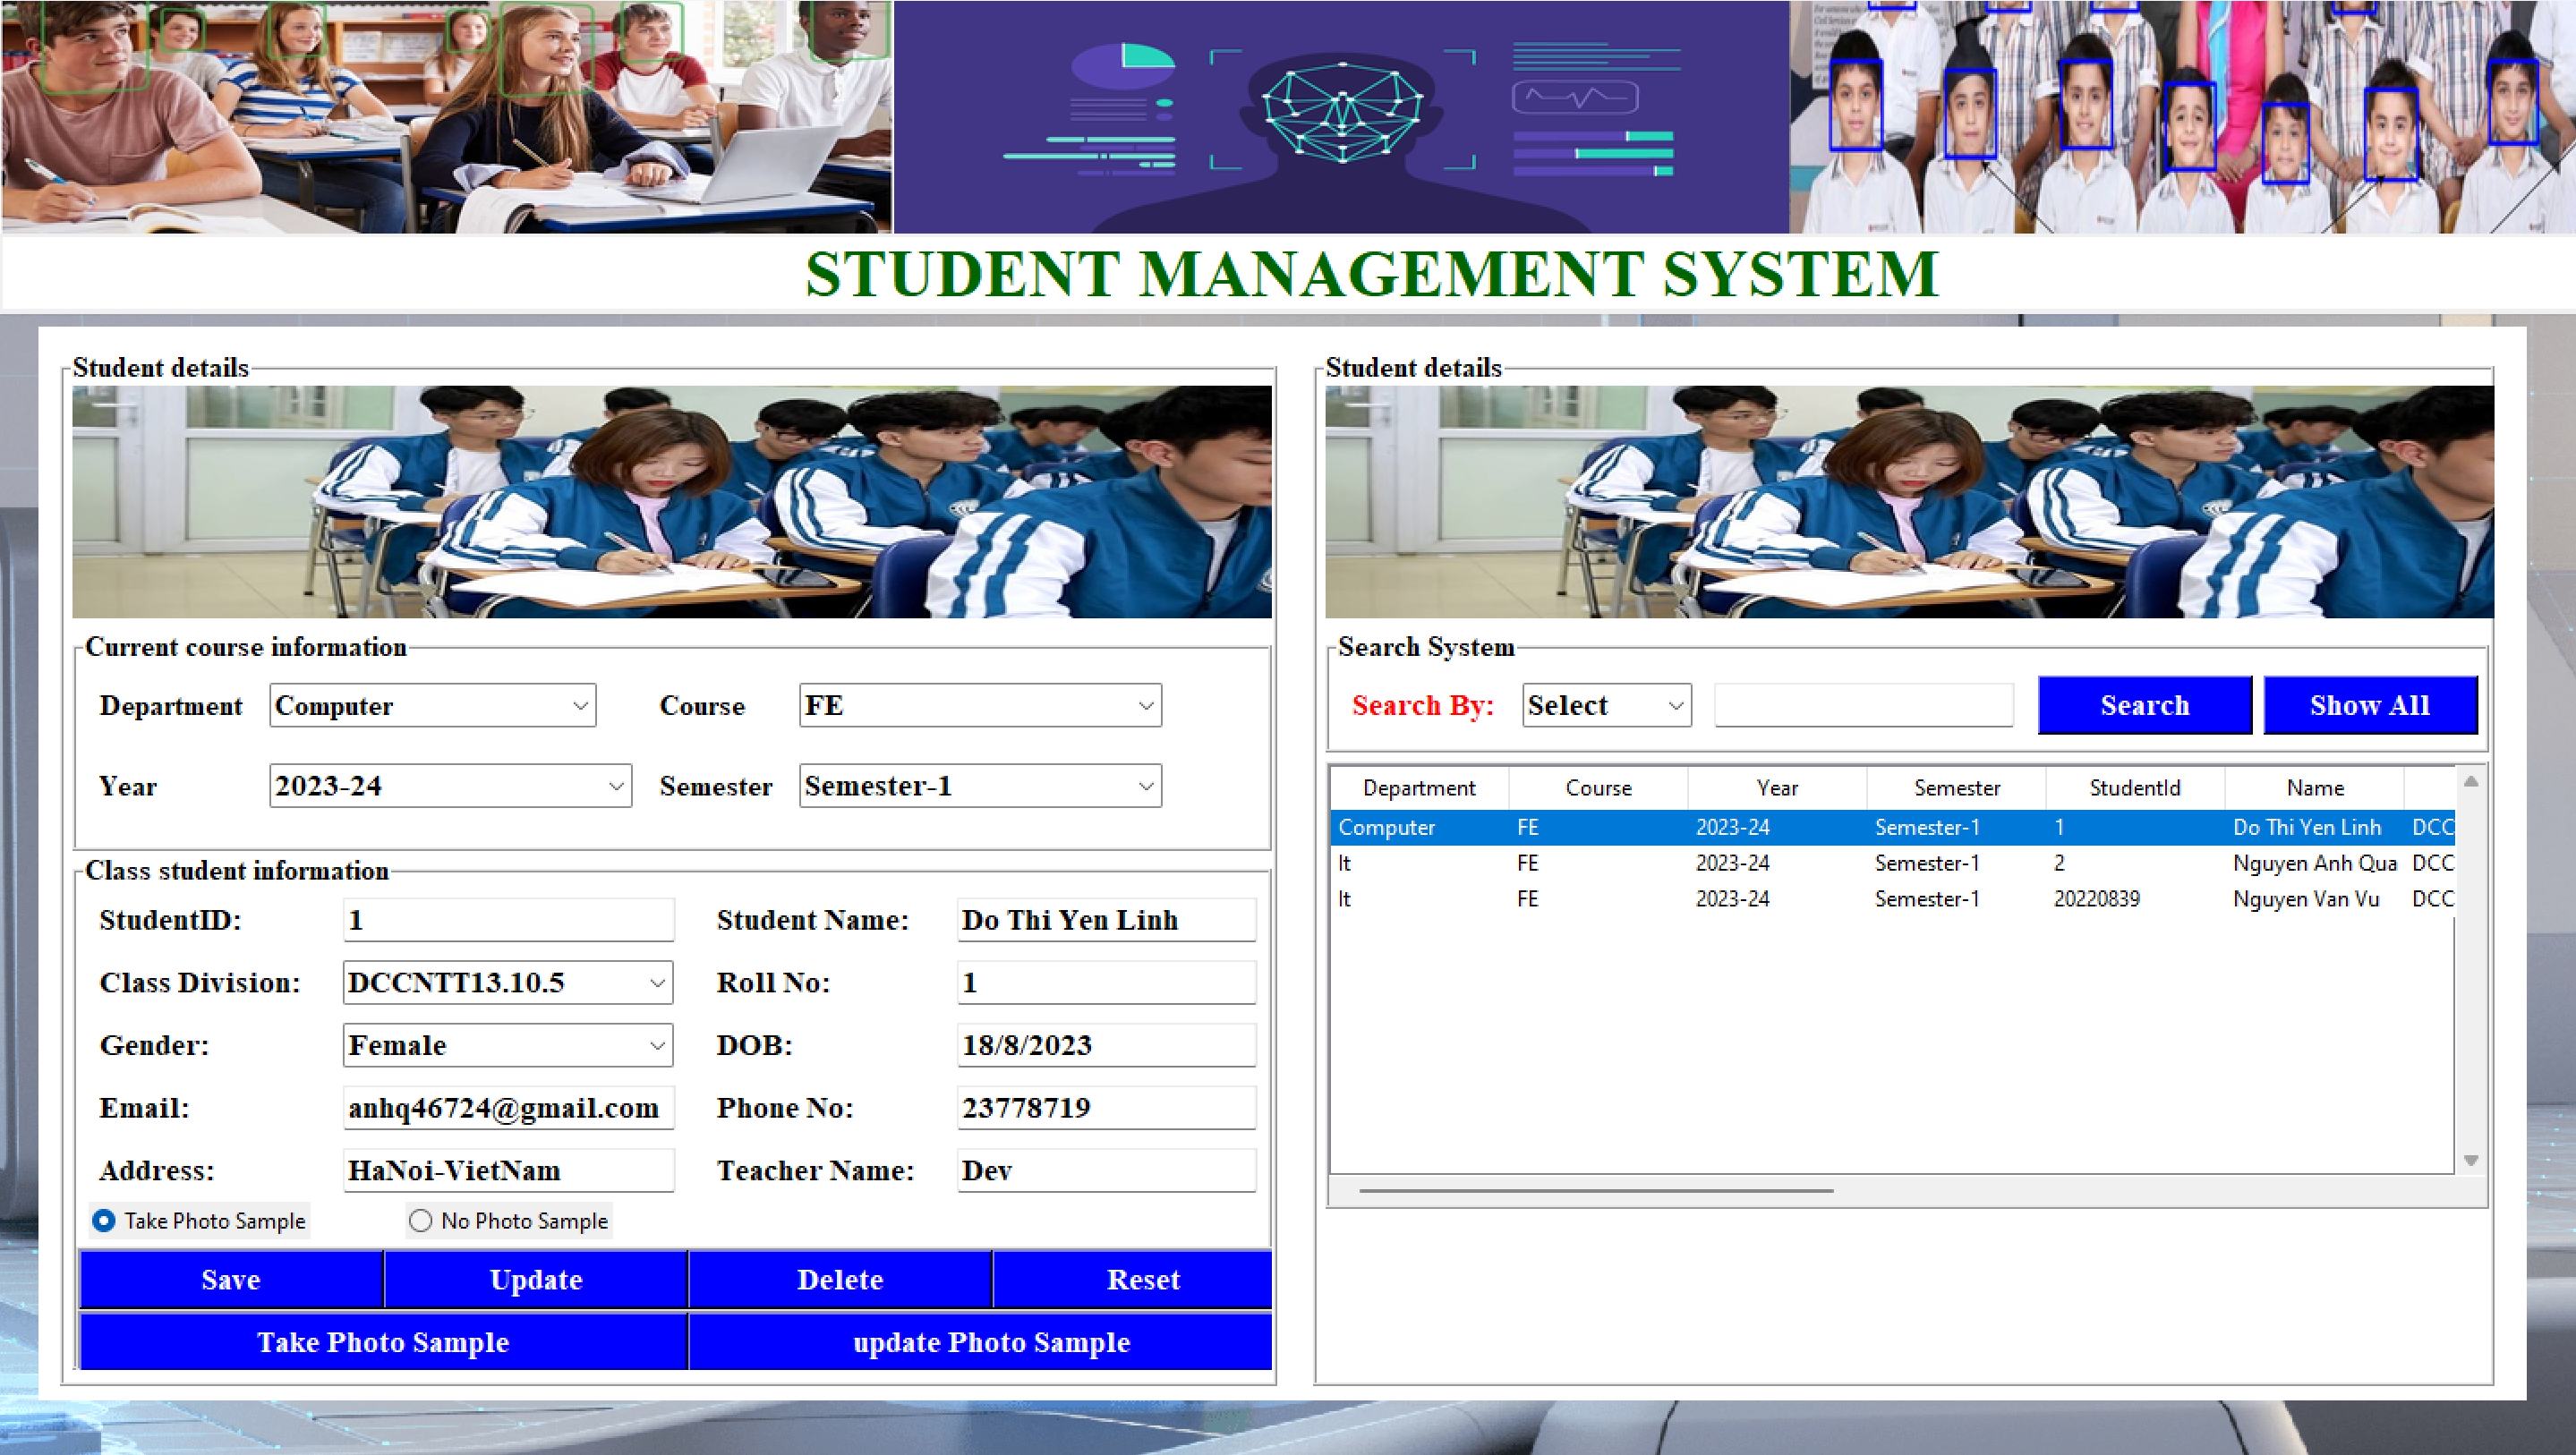 STUDENT MANAGEMENT SYSTEM
Student details
Current course information
Department Computer Course FE
Year 2023-24 Semester Semester-1
Class student information
StudentID: 1 Student Name: Do Thi Yen Linh
Class Division: DCCNTT13.10.5 Roll No: 1
Gender: Female DOB: 18/8/2023
Email: anhq46724@gmail.com Phone No: 23778719
Address: HaNoi-VietNam Teacher Name: Dev
Take Photo Sample No Photo Sample
Save Update Delete Reset
Take Photo Sample update Photo Sample
Student details
Search System
Search By: Select Search Show All
Department Course Year Semester StudentId Name
Computer FE 2023-24 Semester-1 1 Do Thi Yen Linh DCC
It FE 2023-24 Semester-1 2 Nguyen Anh Qua DCC
It FE 2023-24 Semester-1 20220839 Nguyen Van Vu DCC